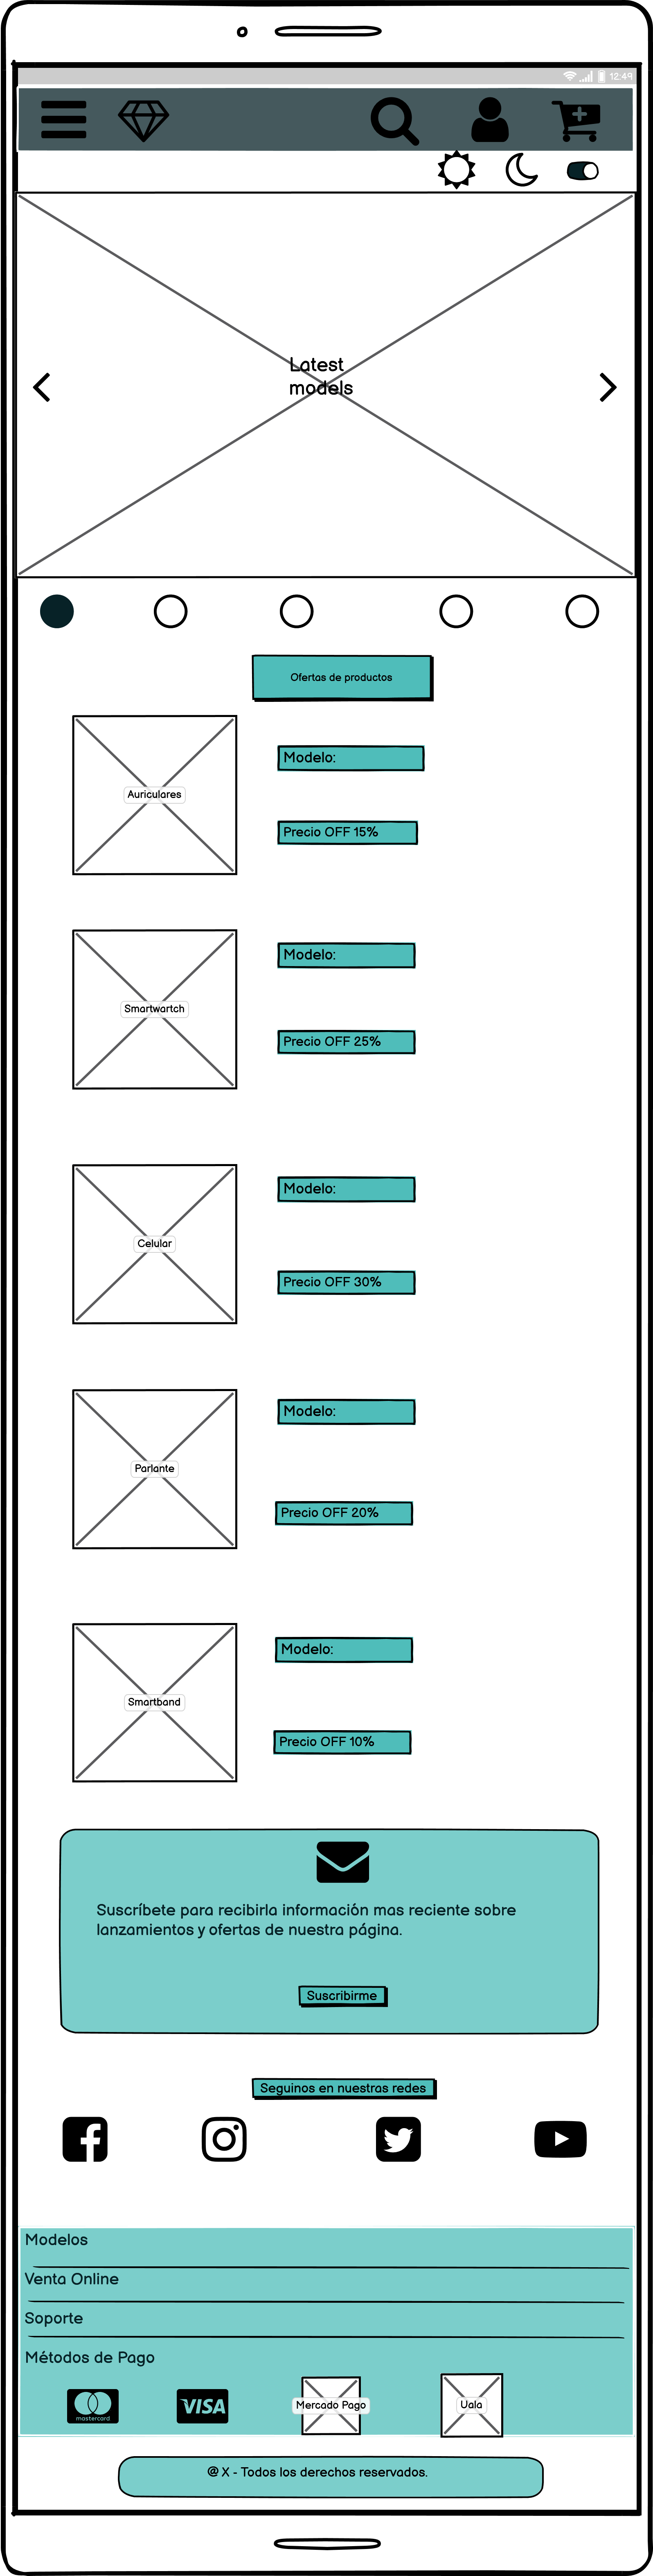 12:49
Latest
models
Ofertas de productos
Auriculares
Modelo:
Precio OFF 15%
Smartwartch
Modelo:
Precio OFF 25%
Celular
Modelo:
Precio OFF 30%
Parlante
Modelo:
Precio OFF 20%
Smartband
Modelo:
Precio OFF 10%
Suscríbete para recibirla información mas reciente sobre
lanzamientos y ofertas de nuestra página.
Suscribirme
Seguinos en nuestras redes
Modelos
Venta Online
Soporte
Métodos de Pago
mastercard
VISA
Mercado Pago
Uala
@ X - Todos los derechos reservados.